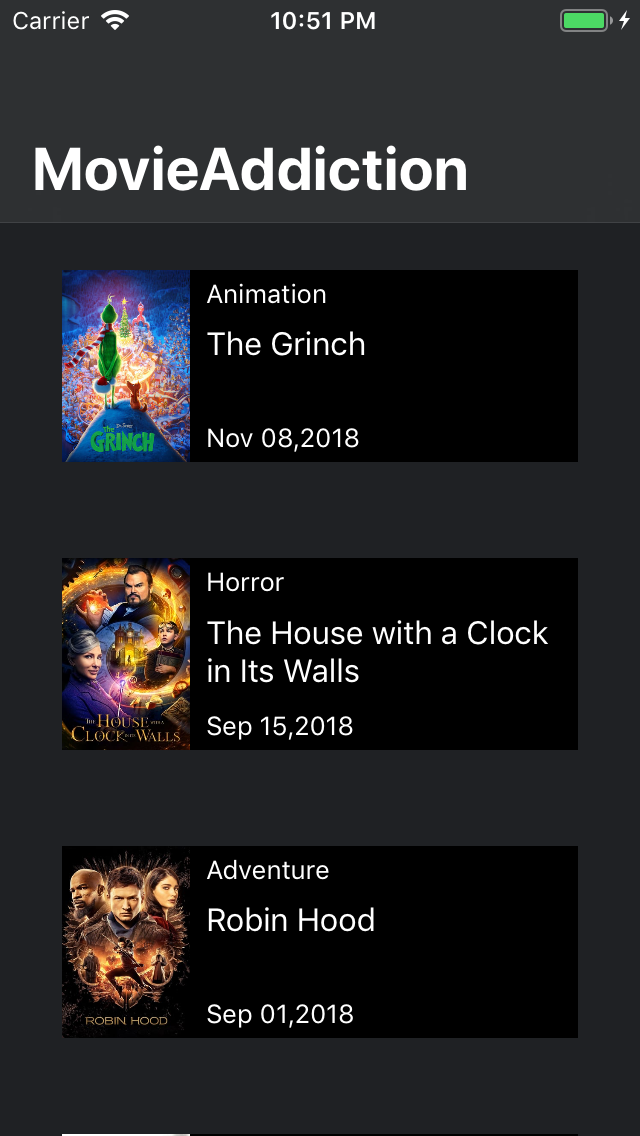 Carrier 10:51 PM
MovieAddiction
Animation
The Grinch
Nov 08,2018
The
Dr. Seuss
GRINCH
Horror
The House with a Clock
in Its Walls
Sep 15,2018
THE HOUSE WITH A
CLOCK IN ITS WALLS
Adventure
Robin Hood
Sep 01,2018
ROBIN HOOD